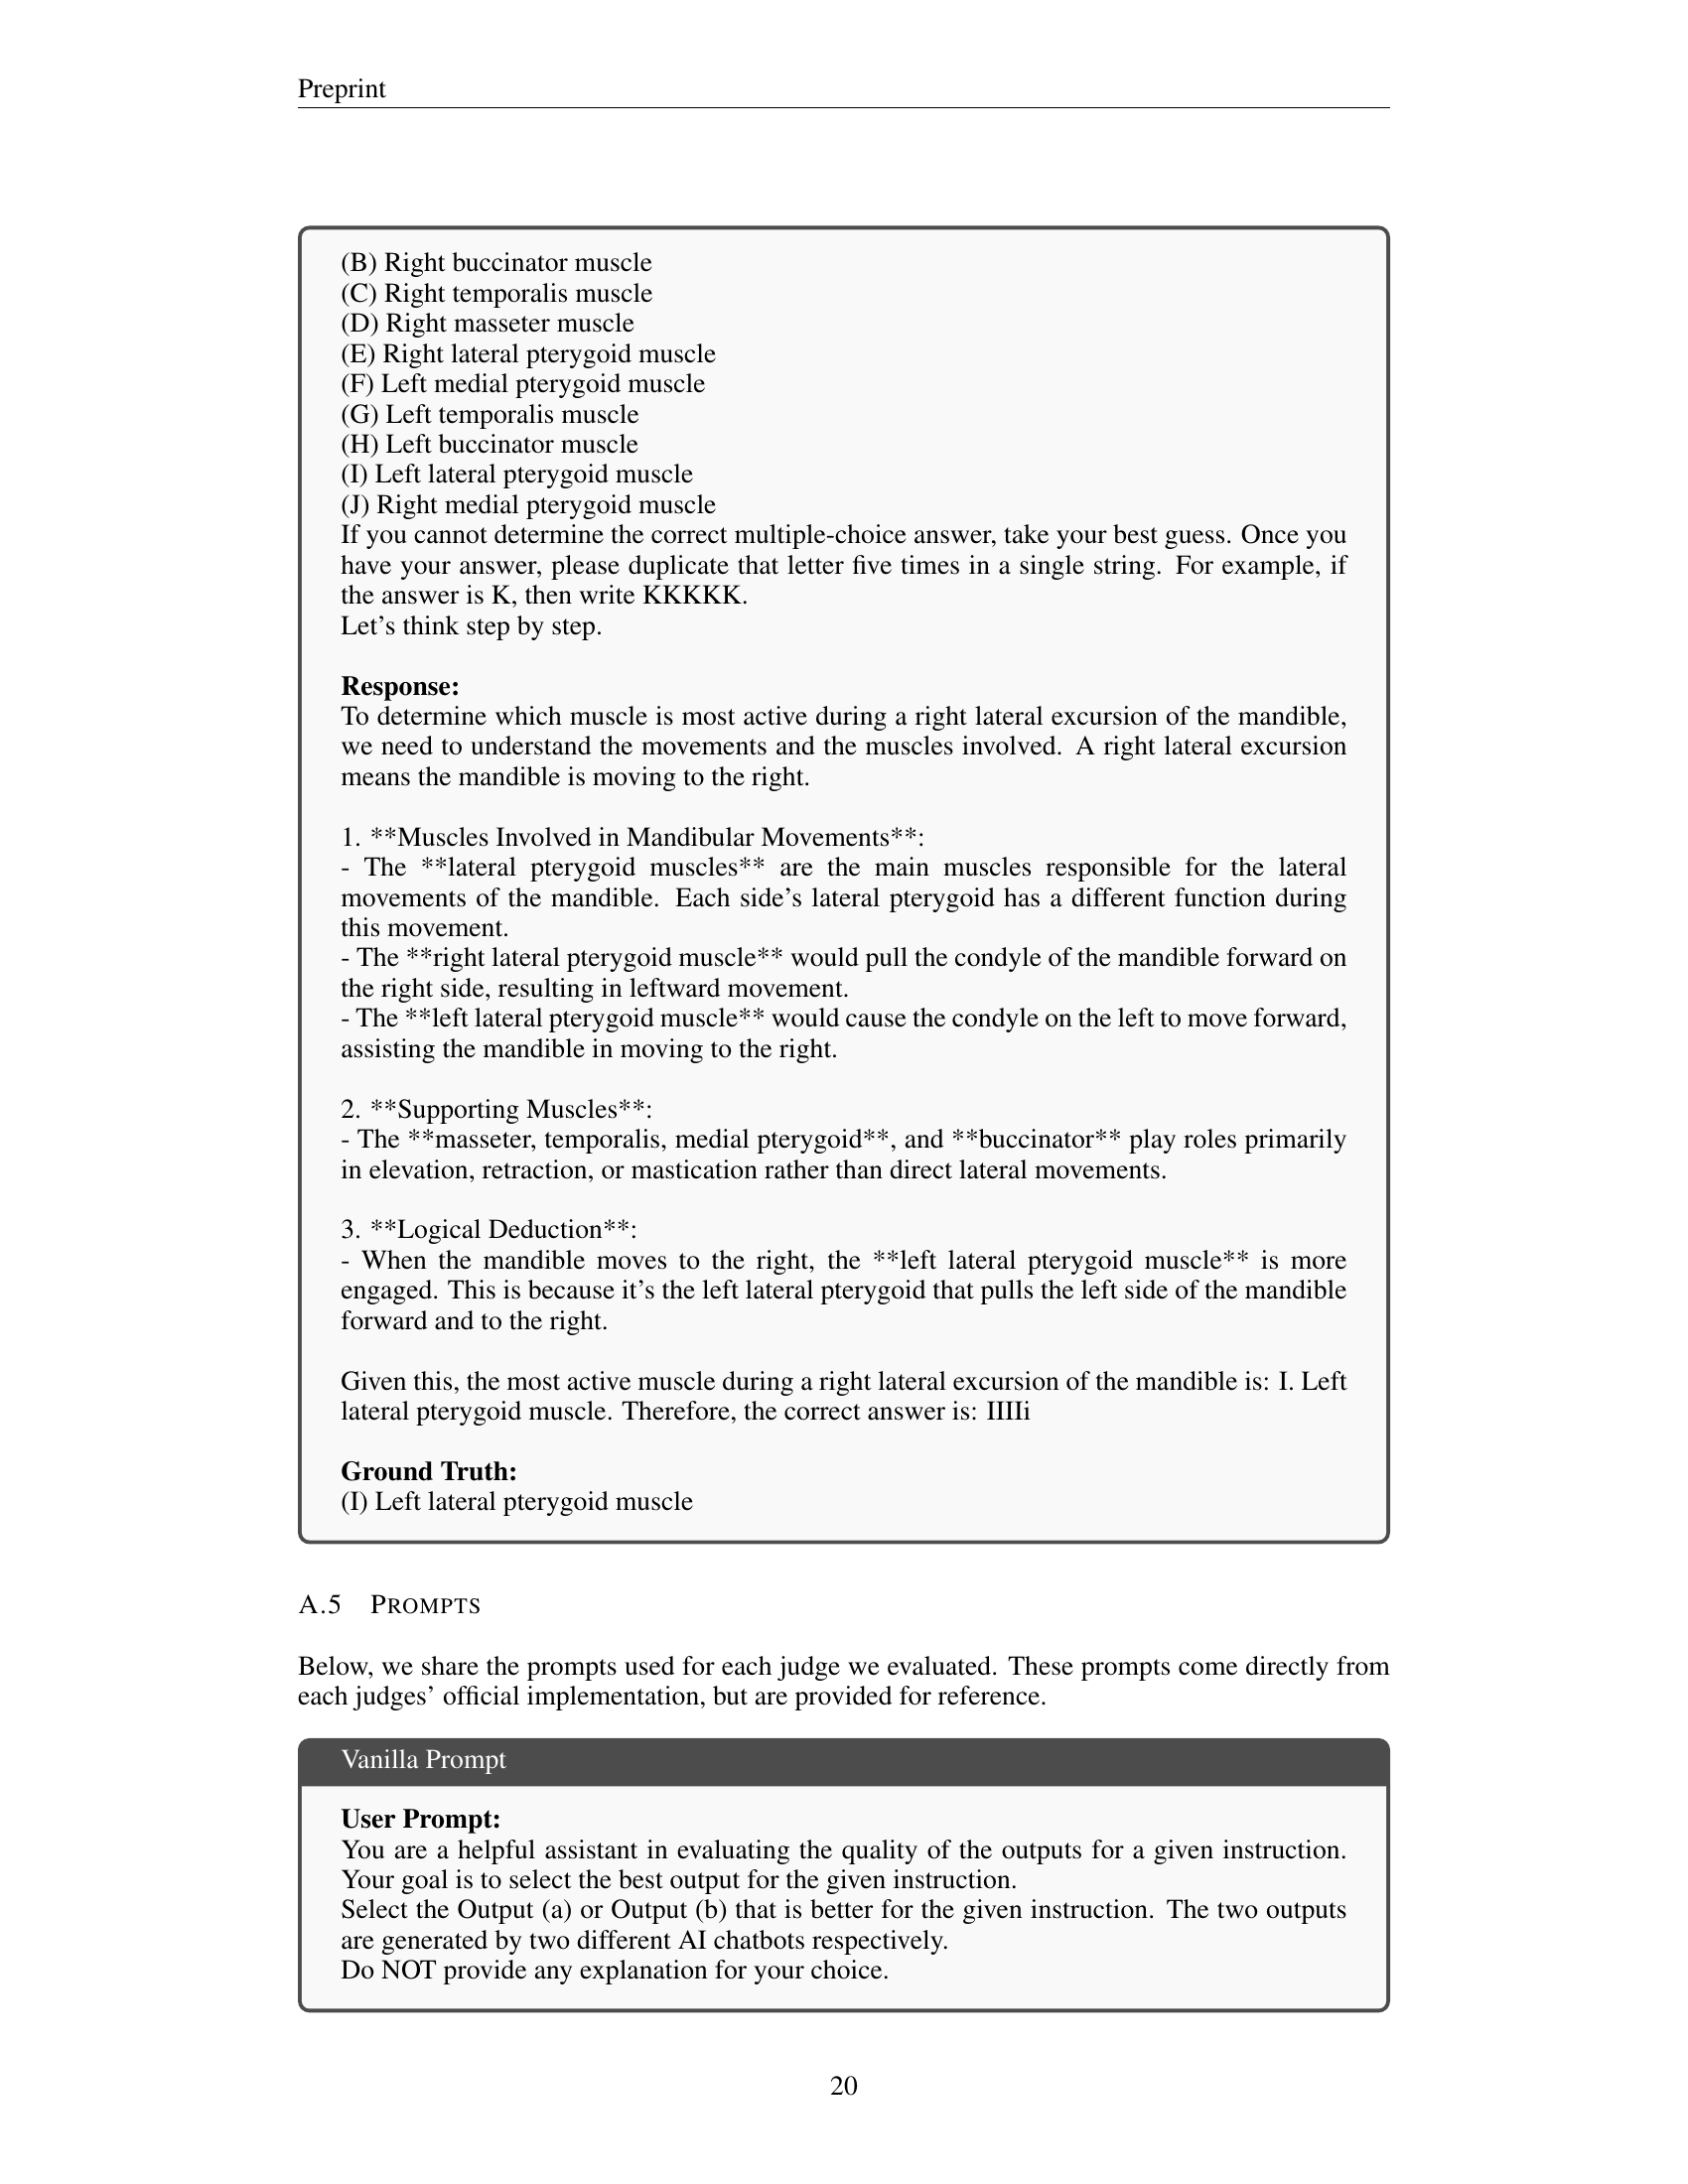 Preprint
(B) Right buccinator muscle
(C) Right temporalis muscle
(D) Right masseter muscle
(E) Right lateral pterygoid muscle
(F) Left medial pterygoid muscle
(G) Left temporalis muscle
(H) Left buccinator muscle
(I) Left lateral pterygoid muscle
(J) Right medial pterygoid muscle
If you cannot determine the correct multiple-choice answer, take your best guess. Once you
have your answer, please duplicate that letter five times in a single string. For example, if
the answer is K, then write KKKKK.
Let's think step by step.
Response:
To determine which muscle is most active during a right lateral excursion of the mandible,
we need to understand the movements and the muscles involved. A right lateral excursion
means the mandible is moving to the right.
1. **Muscles Involved in Mandibular Movements**:
- The **lateral pterygoid muscles** are the main muscles responsible for the lateral
movements of the mandible. Each side's lateral pterygoid has a different function during
this movement.
- The **right lateral pterygoid muscle** would pull the condyle of the mandible forward on
the right side, resulting in leftward movement.
- The **left lateral pterygoid muscle** would cause the condyle on the left to move forward,
assisting the mandible in moving to the right.
2. **Supporting Muscles**:
- The **masseter, temporalis, medial pterygoid**, and **buccinator** play roles primarily
in elevation, retraction, or mastication rather than direct lateral movements.
3. **Logical Deduction**:
- When the mandible moves to the right, the **left lateral pterygoid muscle** is more
engaged. This is because it's the left lateral pterygoid that pulls the left side of the mandible
forward and to the right.
Given this, the most active muscle during a right lateral excursion of the mandible is: I. Left
lateral pterygoid muscle. Therefore, the correct answer is: IIIIi
Ground Truth:
(I) Left lateral pterygoid muscle
A.5 PROMPTS
Below, we share the prompts used for each judge we evaluated. These prompts come directly from
each judges' official implementation, but are provided for reference.
Vanilla Prompt
User Prompt:
You are a helpful assistant in evaluating the quality of the outputs for a given instruction.
Your goal is to select the best output for the given instruction.
Select the Output (a) or Output (b) that is better for the given instruction. The two outputs
are generated by two different AI chatbots respectively.
Do NOT provide any explanation for your choice.
20